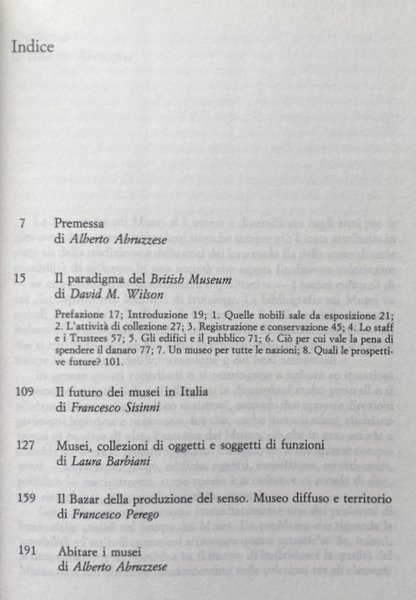 Indice
7 Premessa
di Alberto Abruzzese
15 Il paradigma del British Museum
di David M. Wilson
Prefazione 17; Introduzione 19; 1. Quelle nobili sale da esposizione 21;
2. L'attività di collezione 27; 3. Registrazione e conservazione 45; 4. Lo staff
e i Trustees 57; 5. Gli edifici e il pubblico 71; 6. Ciò per cui vale la pena di
spendere il danaro 77; 7. Un museo per tutte le nazioni; 8. Quali le prospetti-
ve future? 101.
109 Il futuro dei musei in Italia
di Francesco Sisinni
127 Musei, collezioni di oggetti e soggetti di funzioni
di Laura Barbiani
159 Il Bazar della produzione del senso. Museo diffuso e territorio
di Francesco Perego
191 Abitare i musei
di Alberto Abruzzese